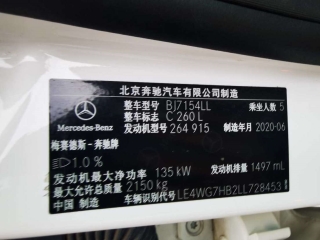 北京奔驰汽车有限公司制造
整车型号 BJ7154LL 乘坐人数 5
整车标志 C 260 L
Mercedes-Benz
发动机型号 264 915 制造年月 2020-06
梅赛德斯-奔驰牌
1.0 %
发动机最大净功率 135 kW 发动机排量 1497 mL
最大允许总质量 2150 kg
中国 制造 车辆识别代号 LE4WG7HB2LL728453